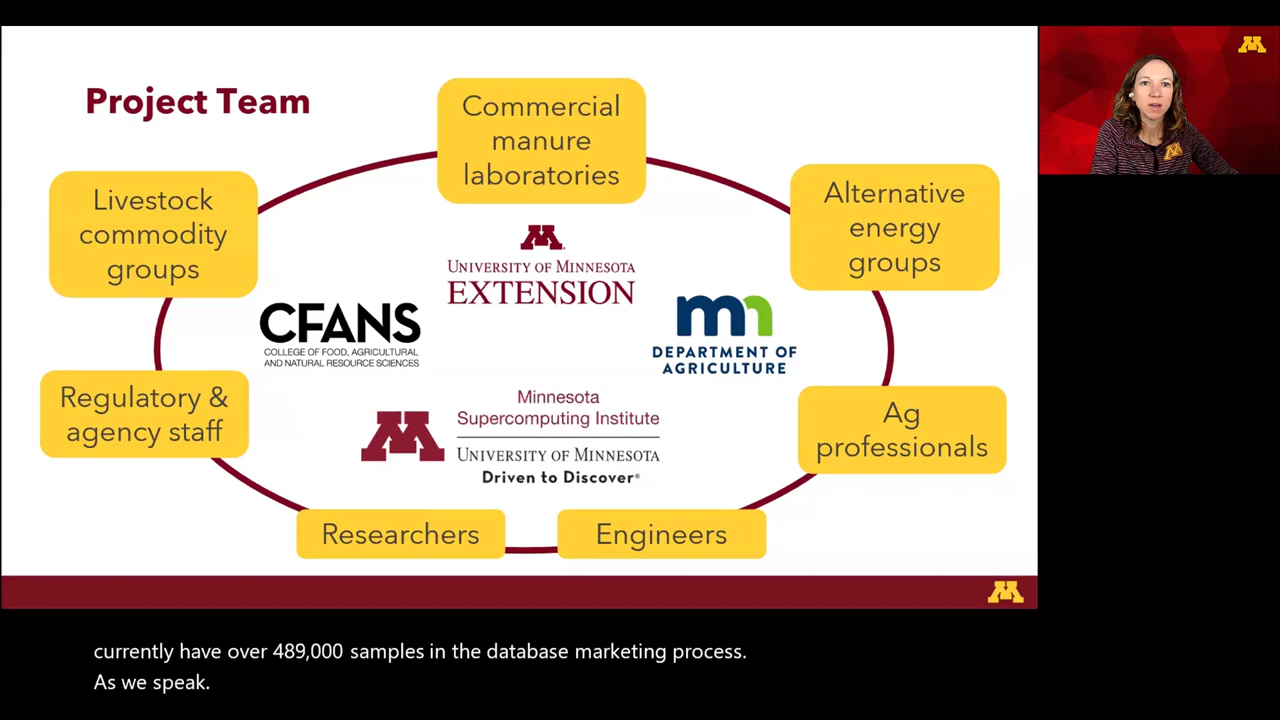 Project Team
Commercial
manure
laboratories
Livestock
commodity
groups
Alternative
energy
groups
UNIVERSITY OF MINNESOTA
EXTENSION
CFANS
COLLEGE OF FOOD, AGRICULTURAL
AND NATURAL RESOURCE SCIENCES
mn
DEPARTMENT OF
AGRICULTURE
Regulatory &
agency staff
Minnesota
Supercomputing Institute
UNIVERSITY OF MINNESOTA
Driven to Discover®
Ag
professionals
Researchers
Engineers
currently have over 489,000 samples in the database marketing process.
As we speak.